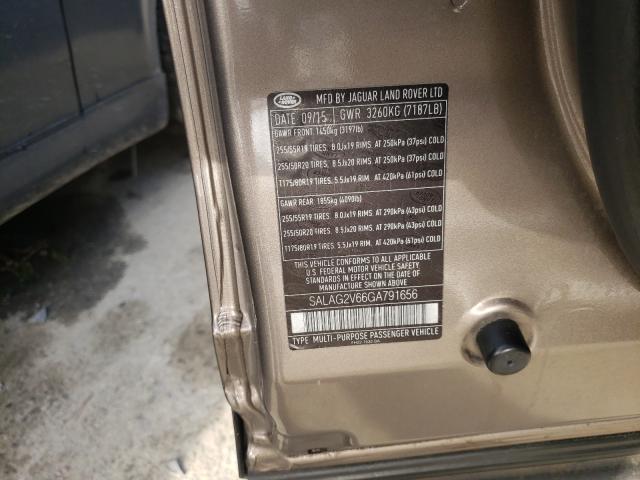 LAND ROVER
MFD BY JAGUAR LAND ROVER LTD
DATE 09/15 GWR 3260KG (7187LB)
GAWR FRONT 1450kg (3197lb)
255/55R19 TIRES. 8.0Jx19 RIMS. AT 250kPa (37psi) COLD
255/50R20 TIRES. 8.5Jx20 RIMS. AT 250kPa (37psi) COLD
T175/80R19 TIRES. 5.5Jx19 RIM. AT 420kPa (61psi) COLD
GAWR REAR 1855kg (4090lb)
255/55R19 TIRES. 8.0Jx19 RIMS. AT 290kPa (43psi) COLD
255/50R20 TIRES. 8.5Jx20 RIMS. AT 290kPa (43psi) COLD
T175/80R19 TIRES 5.5Jx19 RIM. AT 420kPa (61psi) COLD
THIS VEHICLE CONFORMS TO ALL APPLICABLE
U.S. FEDERAL MOTOR VEHICLE SAFETY
STANDARDS IN EFFECT ON THE DATE OF
MANUFACTURE SHOWN ABOVE
SALAG2V66GA791656
TYPE MULTI-PURPOSE PASSENGER VEHICLE